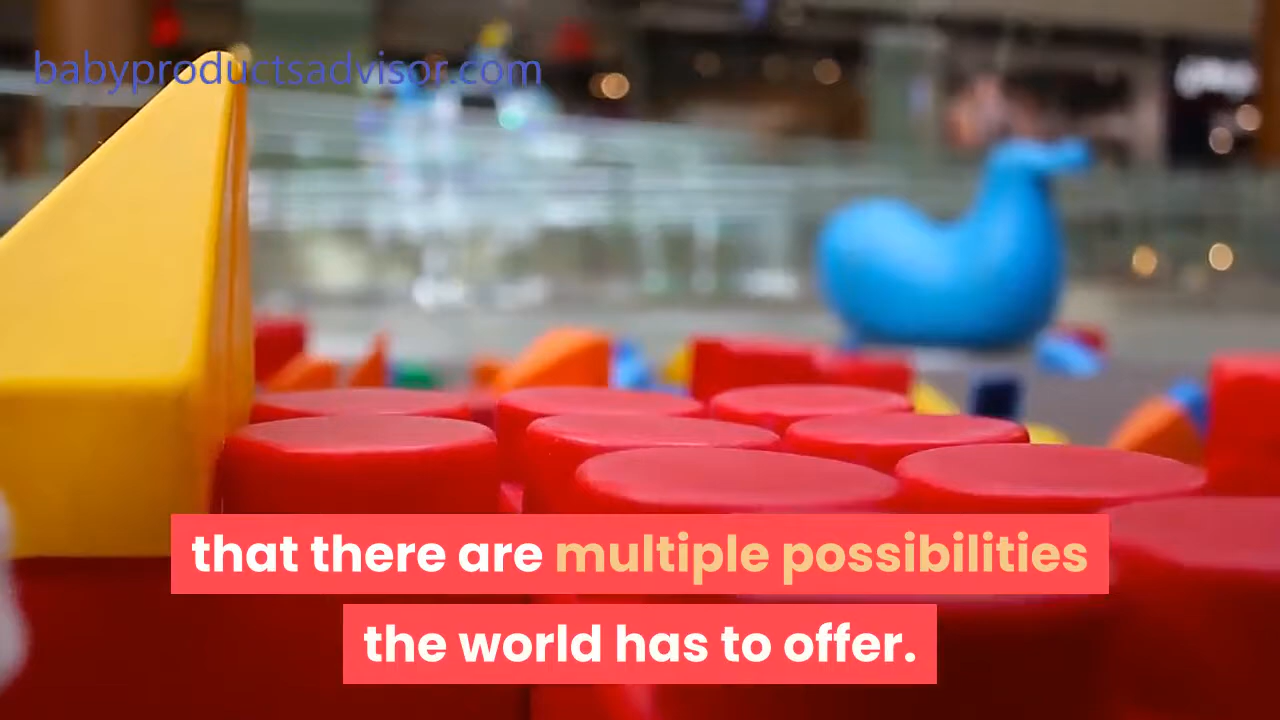 babyproductsadvisor.com
that there are multiple possibilities
the world has to offer.